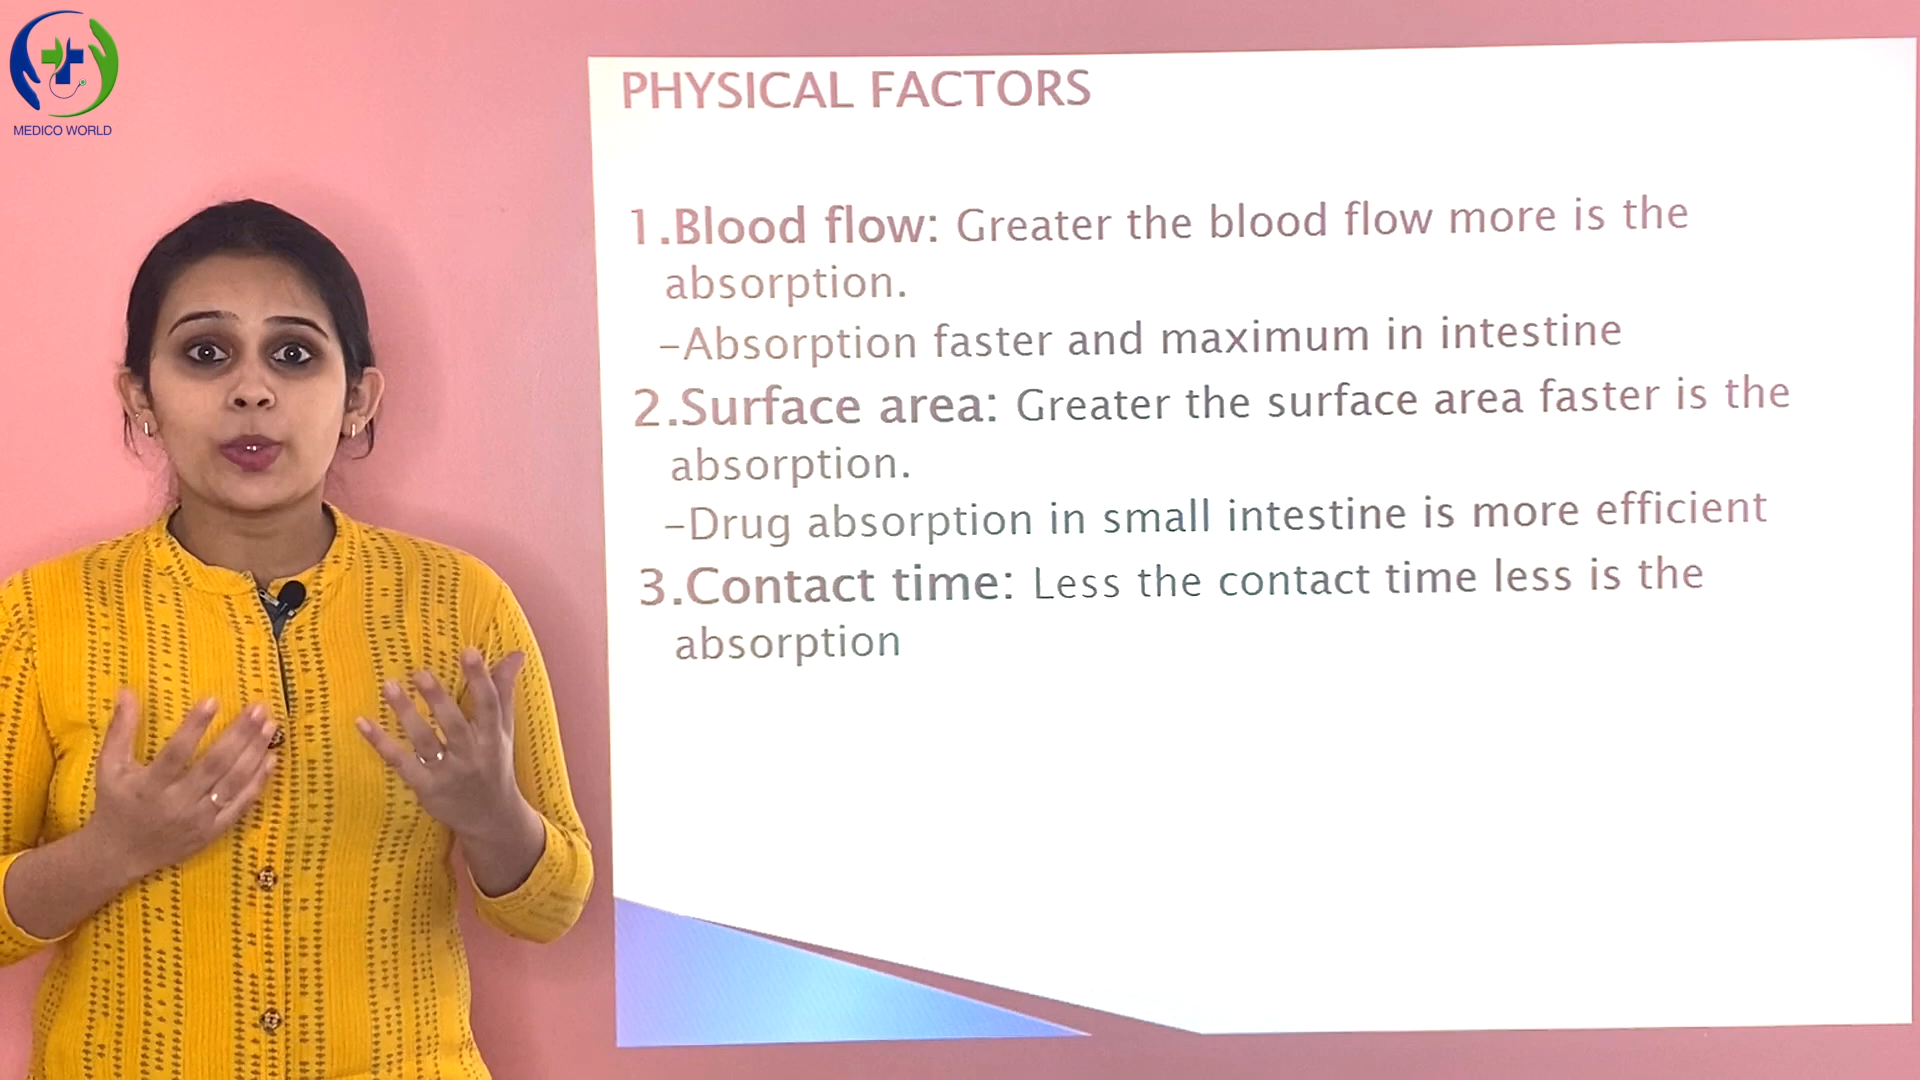 MEDICO WORLD
PHYSICAL FACTORS
1.Blood flow: Greater the blood flow more is the
absorption.
-Absorption faster and maximum in intestine
2.Surface area: Greater the surface area faster is the
absorption.
-Drug absorption in small intestine is more efficient
3.Contact time: Less the contact time less is the
absorption